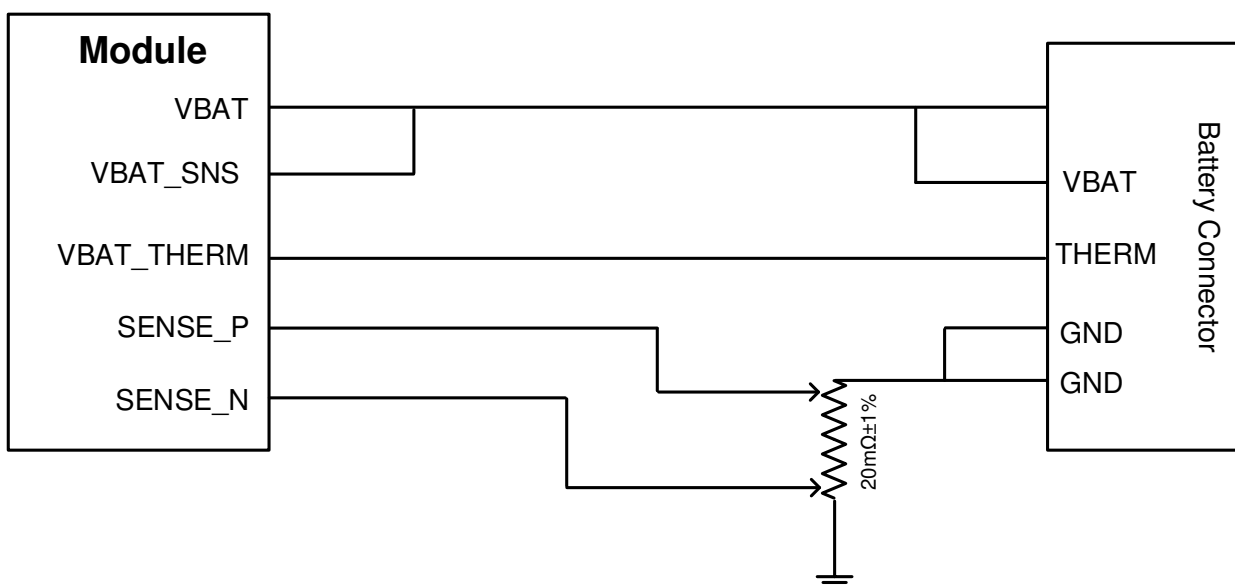 Module
VBAT
VBAT_SNS
VBAT_THERM
SENSE_P
SENSE_N
20mΩ±1%
VBAT
THERM
GND
GND
Battery Connector